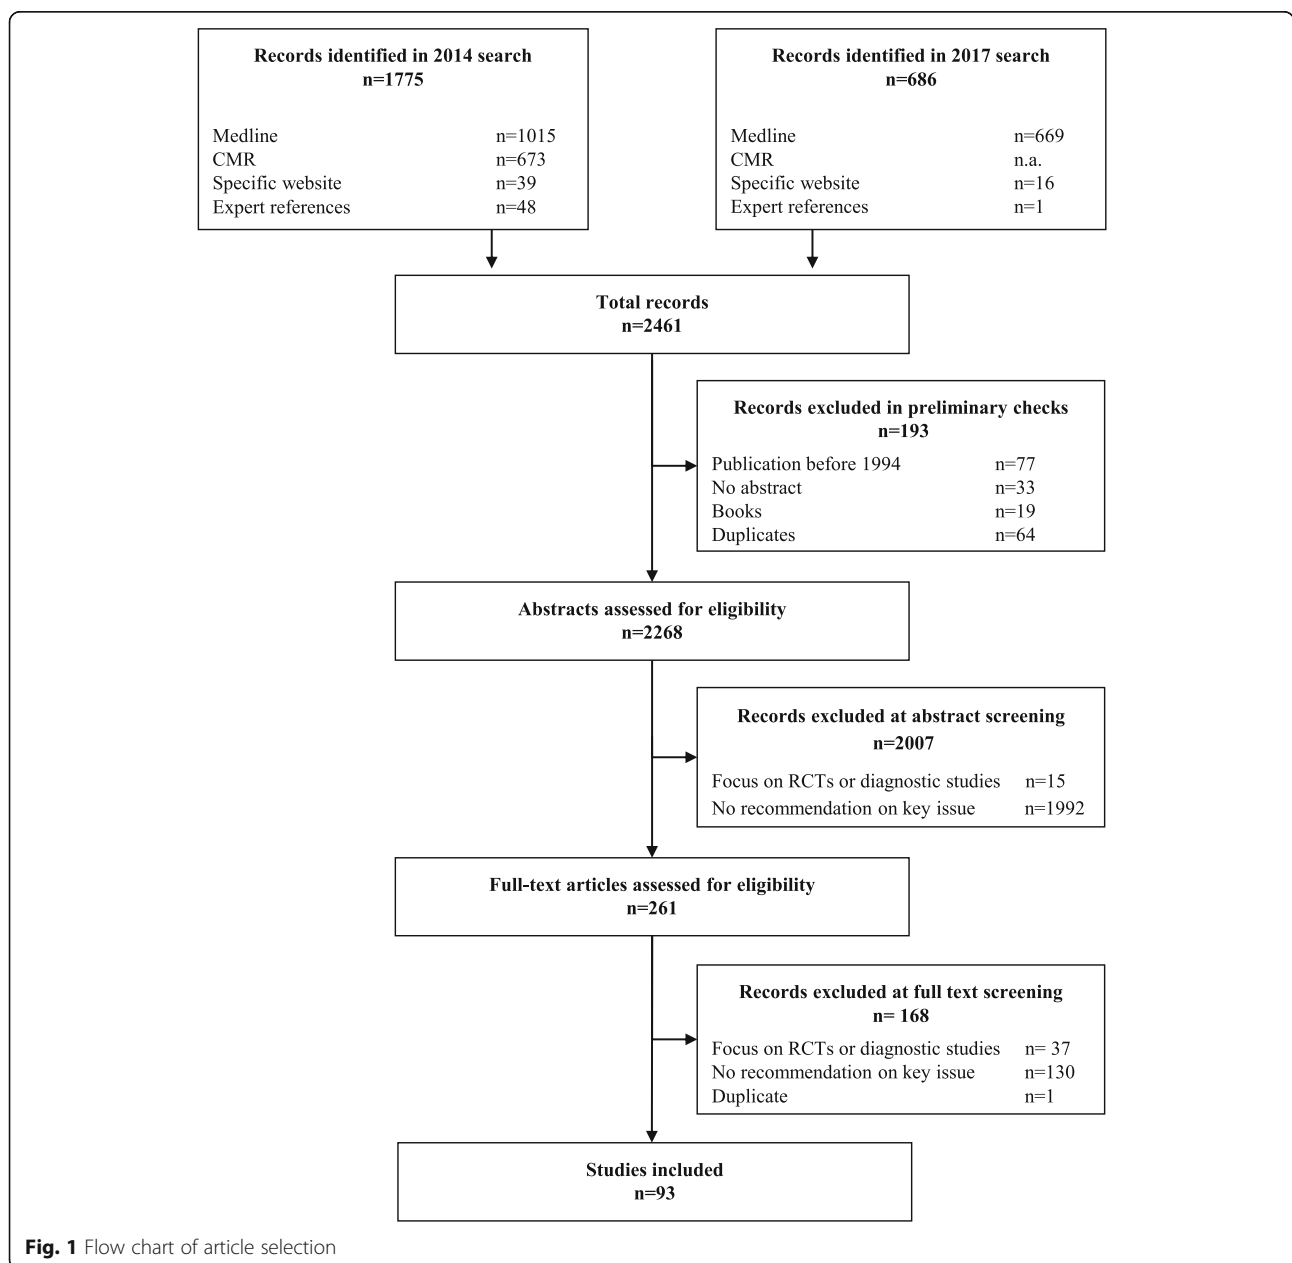 Records identified in 2014 search
n=1775
Medline n=1015
CMR n=673
Specific website n=39
Expert references n=48
Records identified in 2017 search
n=686
Medline n=669
CMR n.a.
Specific website n=16
Expert references n=1
Total records
n=2461
Records excluded in preliminary checks
n=193
Publication before 1994 n=77
No abstract n=33
Books n=19
Duplicates n=64
Abstracts assessed for eligibility
n=2268
Records excluded at abstract screening
n=2007
Focus on RCTs or diagnostic studies n=15
No recommendation on key issue n=1992
Full-text articles assessed for eligibility
n=261
Records excluded at full text screening
n= 168
Focus on RCTs or diagnostic studies n= 37
No recommendation on key issue n=130
Duplicate n=1
Studies included
n=93
Fig. 1 Flow chart of article selection